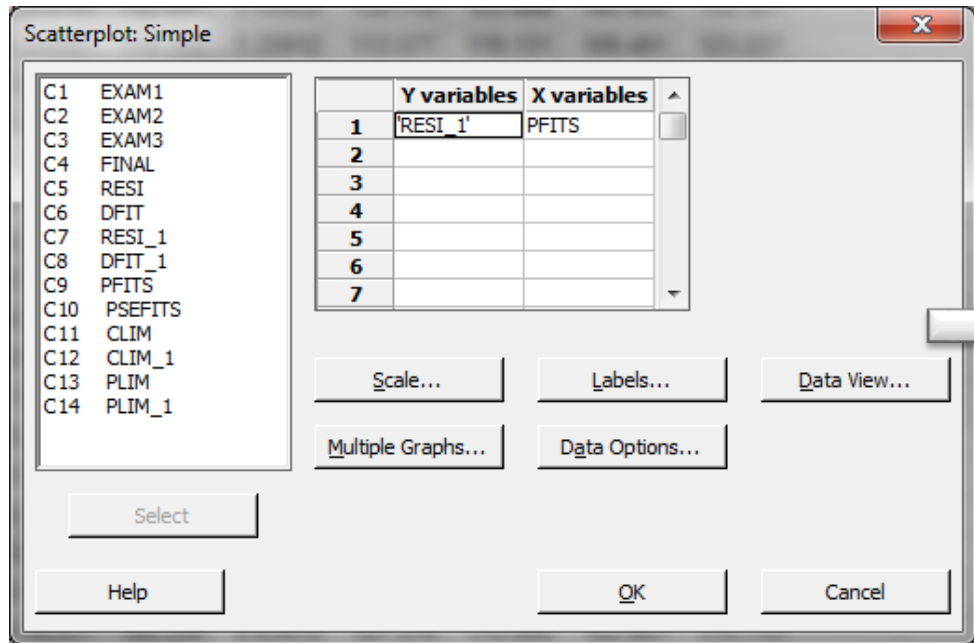 Scatterplot: Simple
C1 EXAM1
C2 EXAM2
C3 EXAM3
C4 FINAL
C5 RESI
C6 DFIT
C7 RESI_1
C8 DFIT_1
C9 PFITS
C10 PSEFITS
C11 CLIM
C12 CLIM_1
C13 PLIM
C14 PLIM_1
Y variables X variables
1 'RESI_1' PFITS
2
3
4
5
6
7
Scale... Labels... Data View...
Multiple Graphs... Data Options...
Select
Help OK Cancel